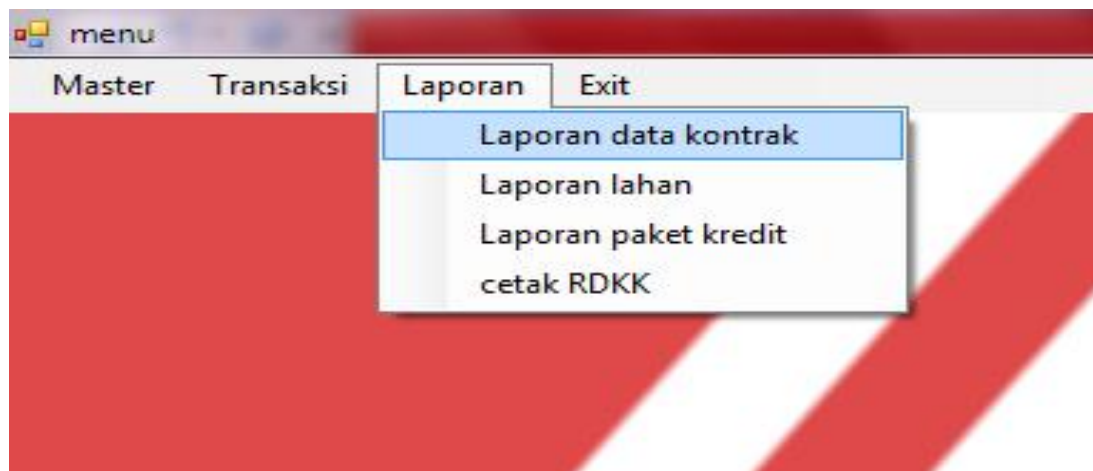 menu
Master Transaksi Laporan Exit
Laporan data kontrak
Laporan lahan
Laporan paket kredit
cetak RDKK